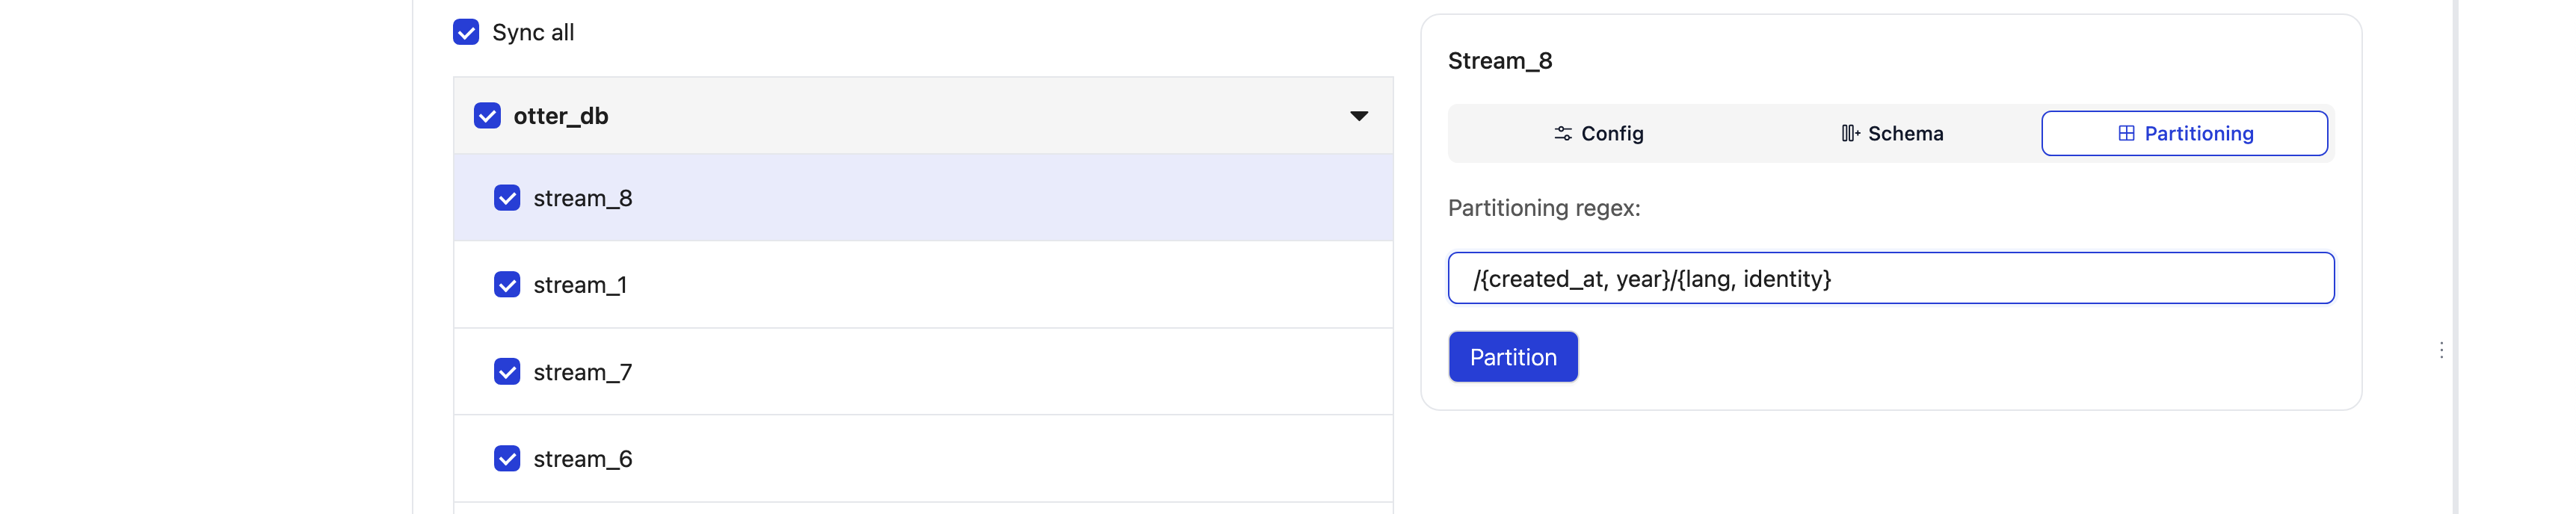 Sync all
otter_db
stream_8
stream_1
stream_7
stream_6
Stream_8
Config
Schema
Partitioning
Partitioning regex:
/{created_at, year}/{lang, identity}
Partition